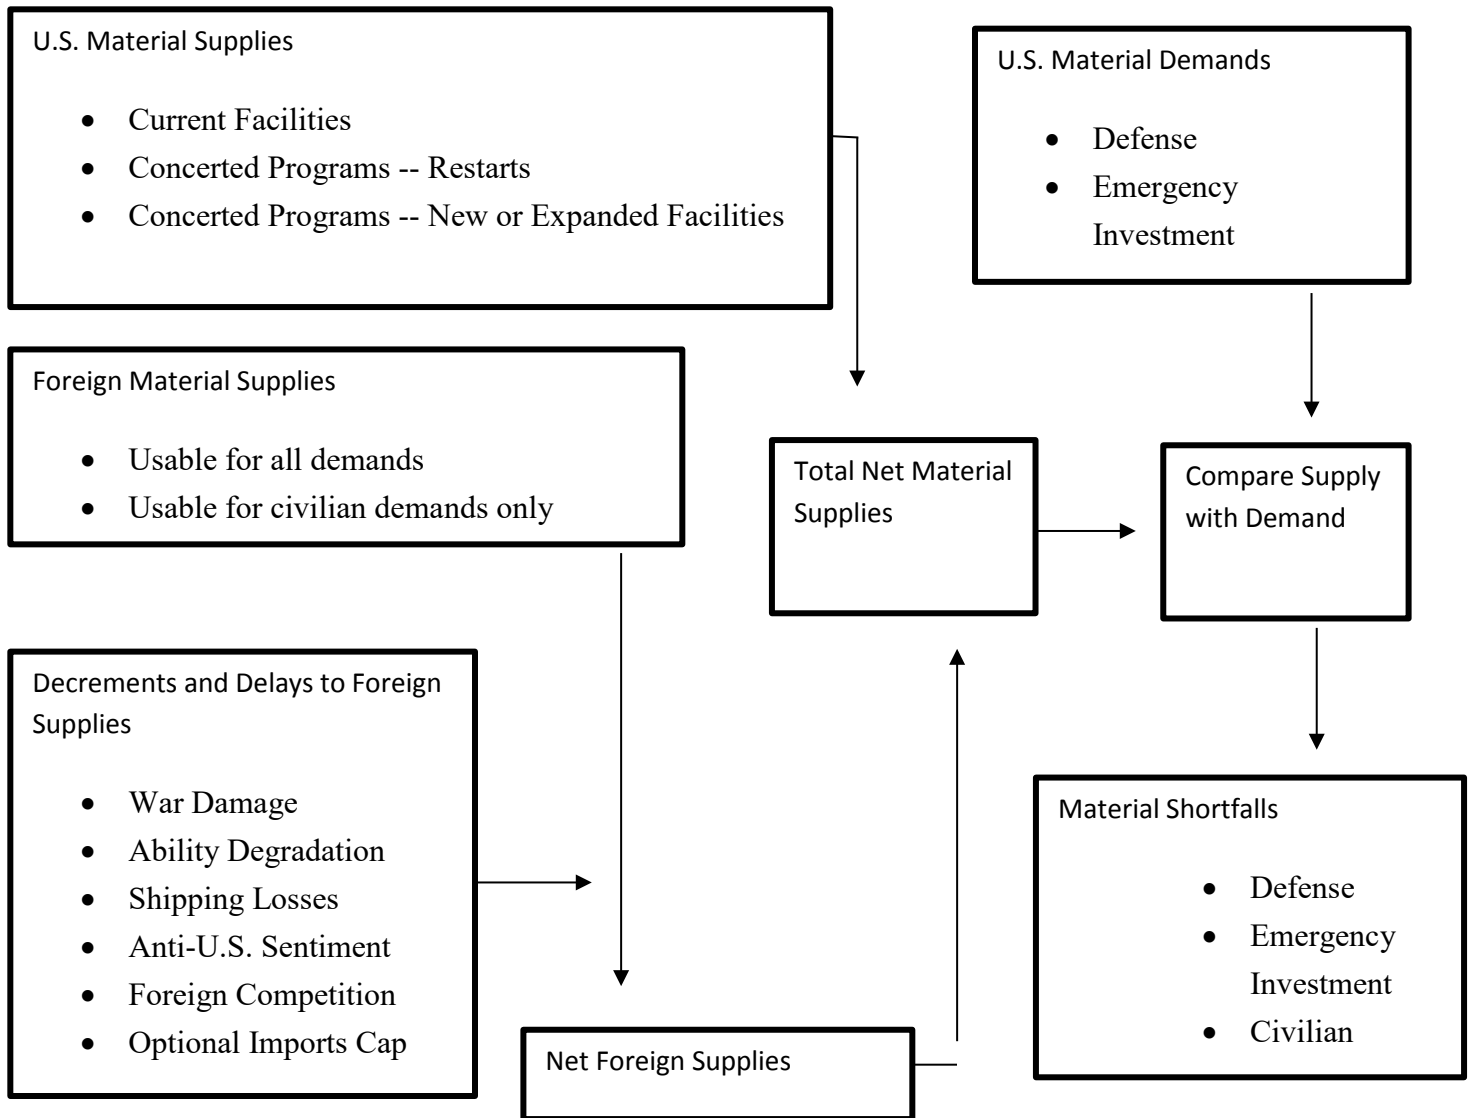 U.S. Material Supplies
• Current Facilities
• Concerted Programs -- Restarts
• Concerted Programs -- New or Expanded Facilities
U.S. Material Demands
• Defense
• Emergency
Investment
Foreign Material Supplies
• Usable for all demands
• Usable for civilian demands only
Total Net Material
Supplies
Compare Supply
with Demand
Decrements and Delays to Foreign
Supplies
• War Damage
• Ability Degradation
• Shipping Losses
• Anti-U.S. Sentiment
• Foreign Competition
• Optional Imports Cap
Net Foreign Supplies
Material Shortfalls
• Defense
• Emergency
Investment
• Civilian